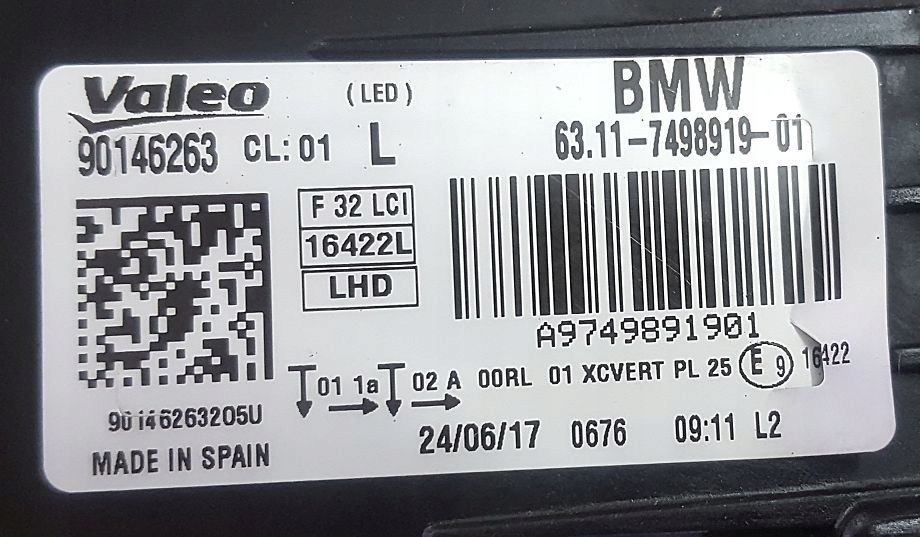 Valeo (LED) BMW
90146263 CL: 01 L 63.11-7498919-01
F 32 LCI
16422L
LHD
A9749891901
01 1a 02 A 00RL 01 XCVERT PL 25 E 9 16422
90146263205U
24/06/17 0676 09:11 L2
MADE IN SPAIN